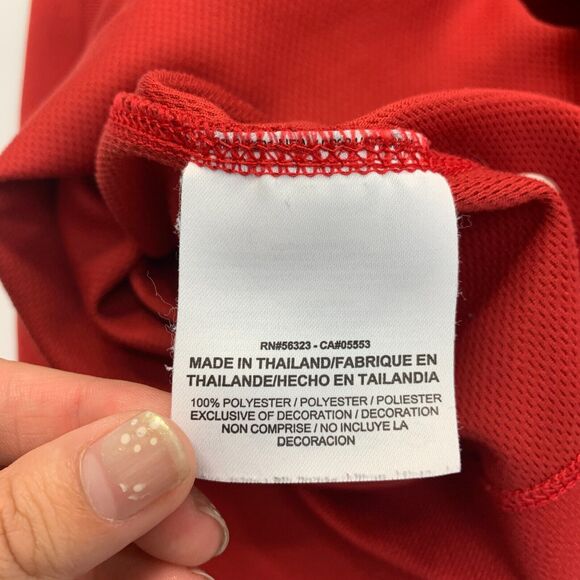 RN#56323 - CA#05553
MADE IN THAILAND/FABRIQUE EN
THAILANDE/HECHO EN TAILANDIA
100% POLYESTER / POLYESTER / POLIESTER
EXCLUSIVE OF DECORATION / DECORATION
NON COMPRISE / NO INCLUYE LA
DECORACION